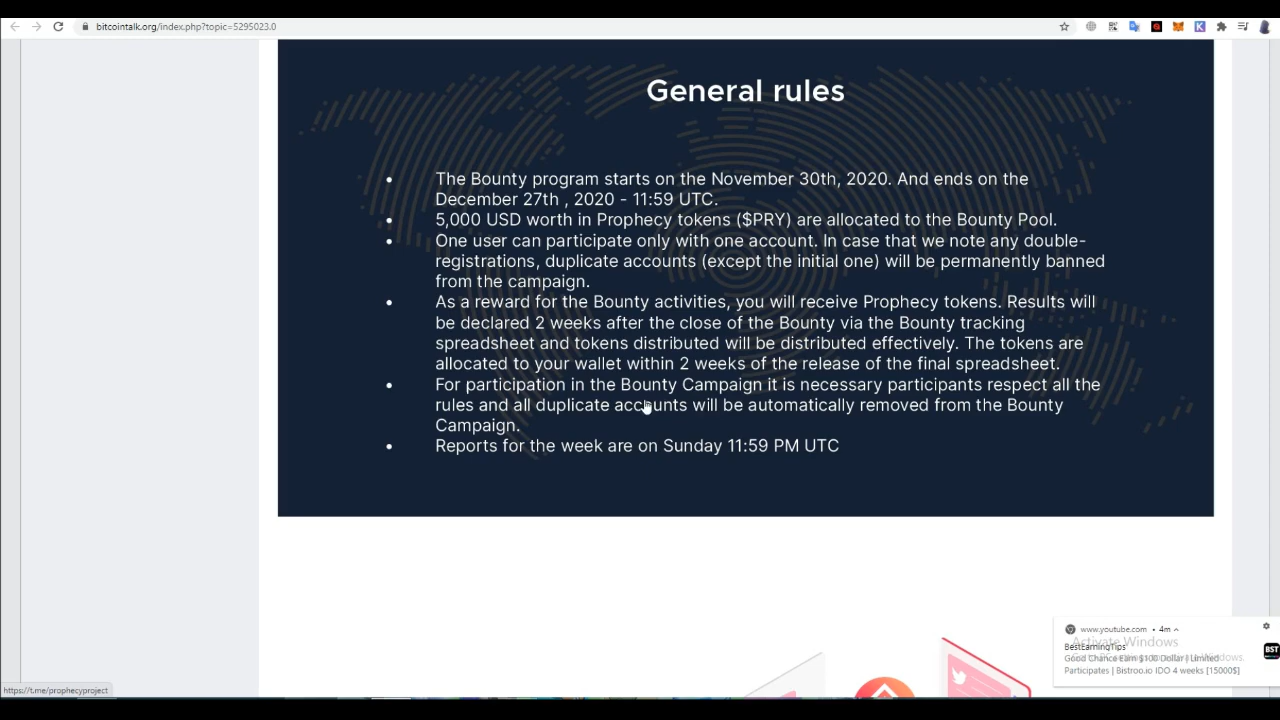 bitcointalk.org/index.php?topic=5295023.0
General rules
• The Bounty program starts on the November 30th, 2020. And ends on the
December 27th , 2020 - 11:59 UTC.
• 5,000 USD worth in Prophecy tokens ($PRY) are allocated to the Bounty Pool.
• One user can participate only with one account. In case that we note any double-
registrations, duplicate accounts (except the initial one) will be permanently banned
from the campaign.
• As a reward for the Bounty activities, you will receive Prophecy tokens. Results will
be declared 2 weeks after the close of the Bounty via the Bounty tracking
spreadsheet and tokens distributed will be distributed effectively. The tokens are
allocated to your wallet within 2 weeks of the release of the final spreadsheet.
• For participation in the Bounty Campaign it is necessary participants respect all the
rules and all duplicate accounts will be automatically removed from the Bounty
Campaign.
• Reports for the week are on Sunday 11:59 PM UTC
www.youtube.com • 4m
Activate Windows
BestEarningTips
Good Chance Earn $100 Dollar | Limited
Participates | Bistroo.io IDO 4 weeks [15000$]
BST
https://t.me/prophecyproject